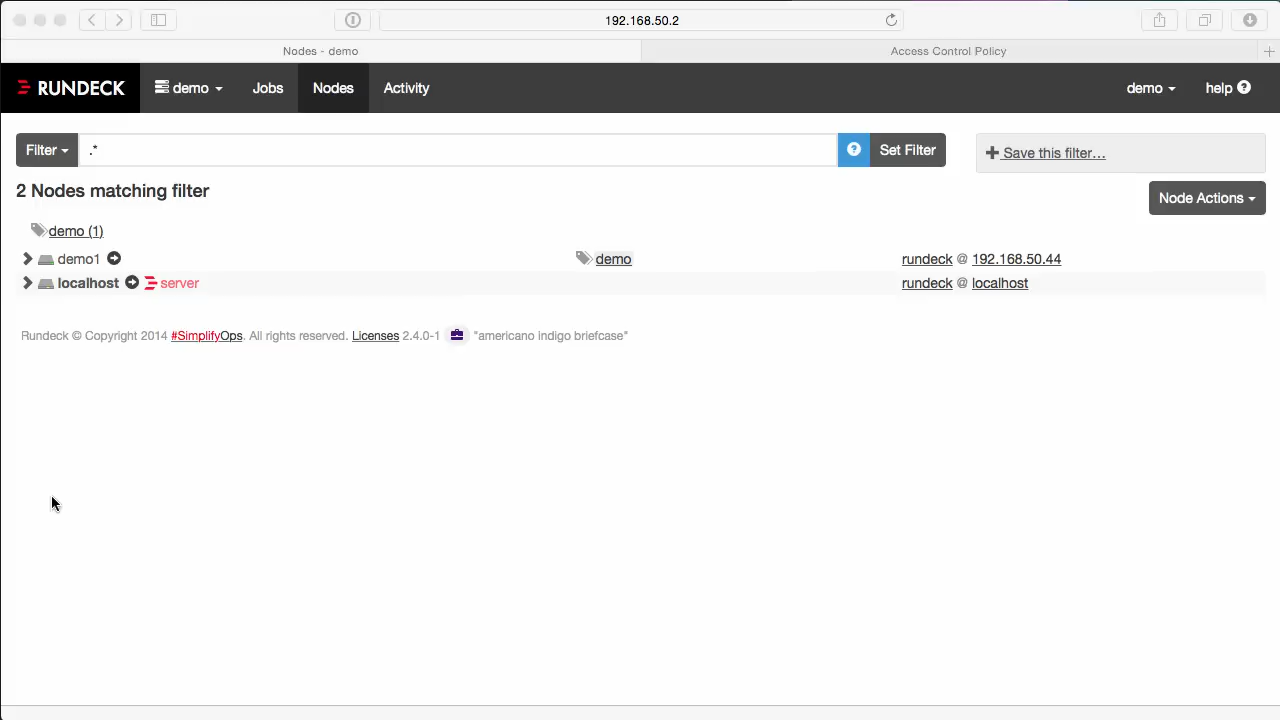 192.168.50.2
Nodes - demo
Access Control Policy
RUNDECK demo Jobs Nodes Activity demo help
Filter .* Set Filter Save this filter…
2 Nodes matching filter
Node Actions
demo (1)
demo1 demo rundeck @ 192.168.50.44
localhost server rundeck @ localhost
Rundeck © Copyright 2014 #SimplifyOps. All rights reserved. Licenses 2.4.0-1 "americano indigo briefcase"